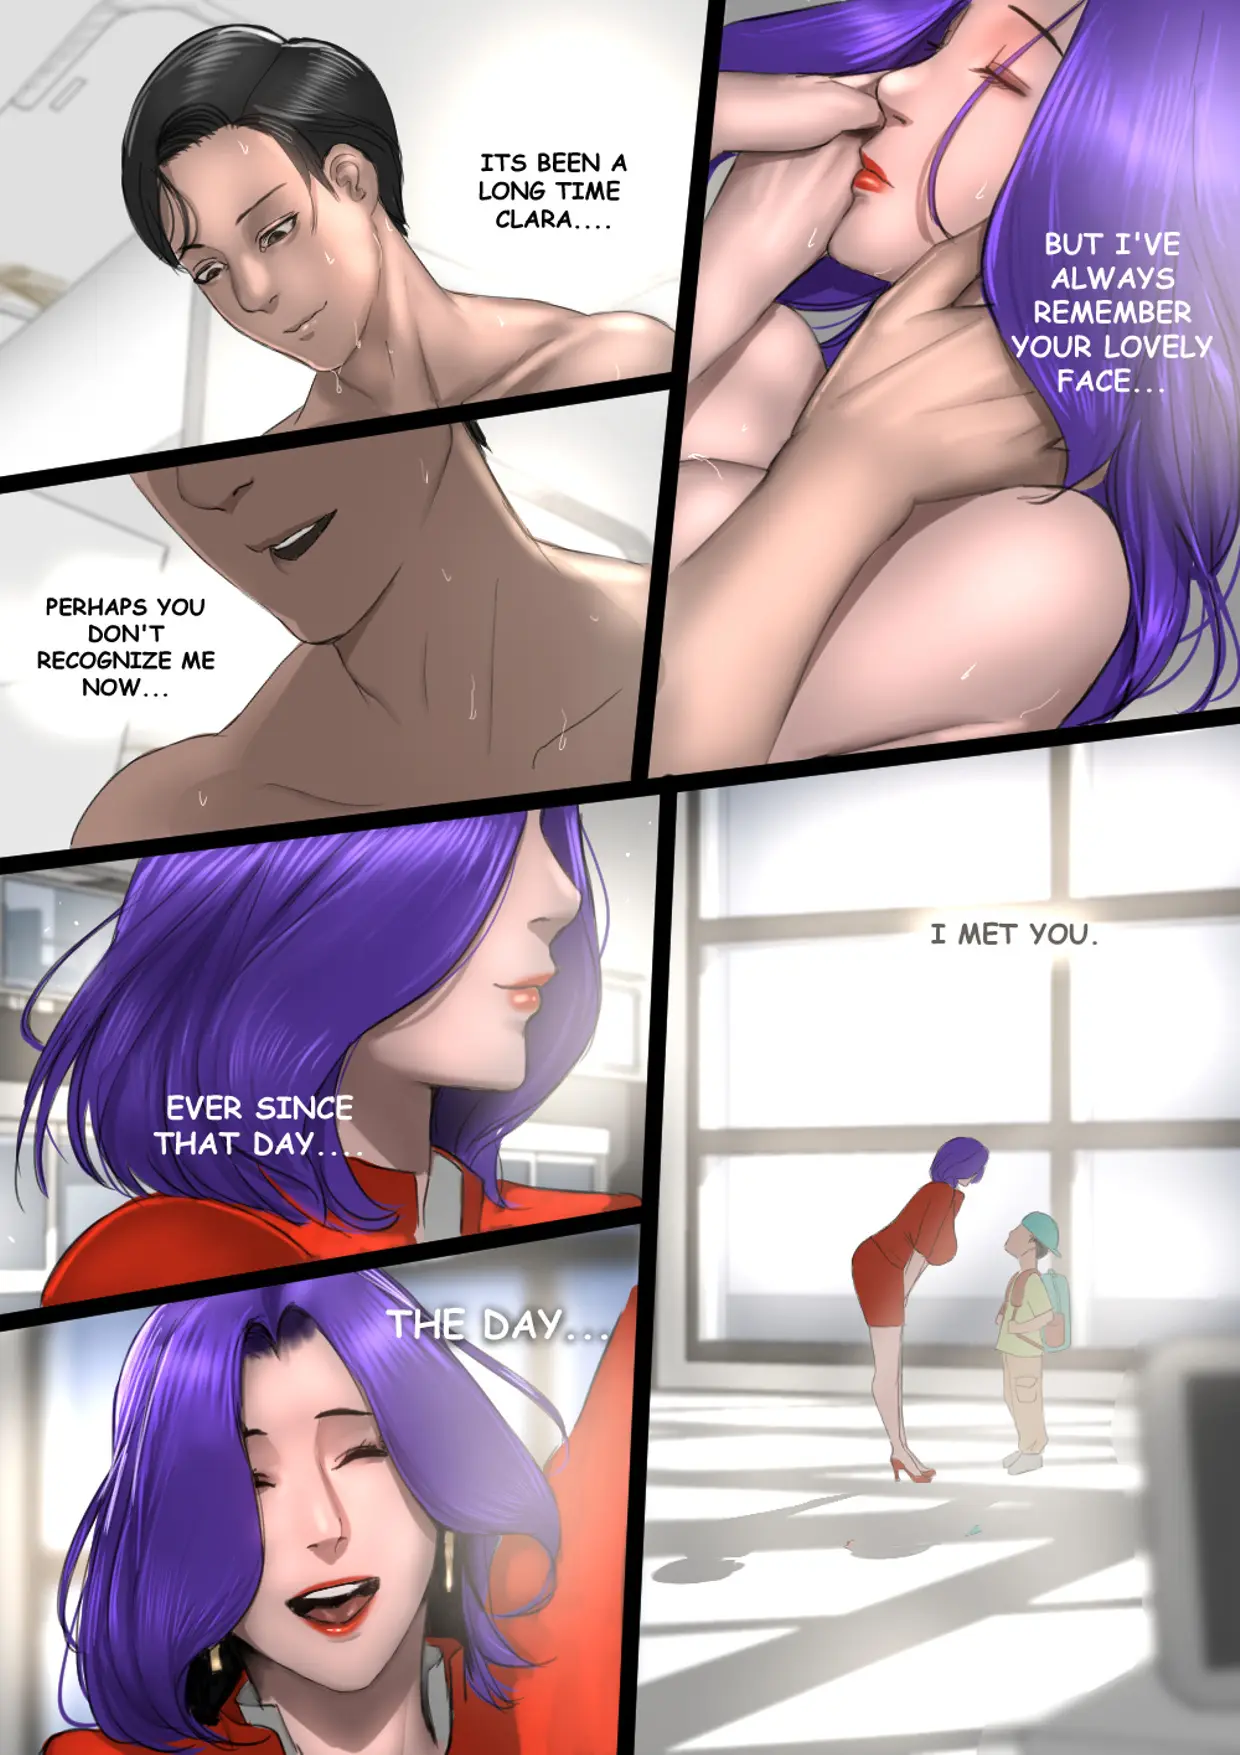 ITS BEEN A
LONG TIME
CLARA....
BUT I'VE
ALWAYS
REMEMBER
YOUR LOVELY
FACE...
PERHAPS YOU
DON'T
RECOGNIZE ME
NOW...
EVER SINCE
THAT DAY....
THE DAY...
I MET YOU.